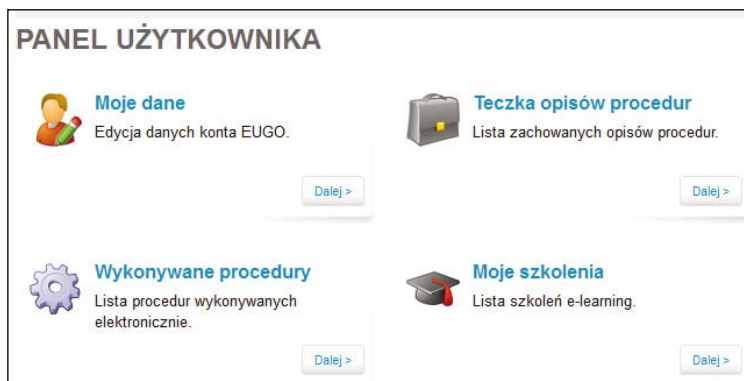 PANEL UŻYTKOWNIKA
Moje dane
Edycja danych konta EUGO.
Dalej >
Teczka opisów procedur
Lista zachowanych opisów procedur.
Dalej >
Wykonywane procedury
Lista procedur wykonywanych
elektronicznie.
Dalej >
Moje szkolenia
Lista szkoleń e-learning.
Dalej >